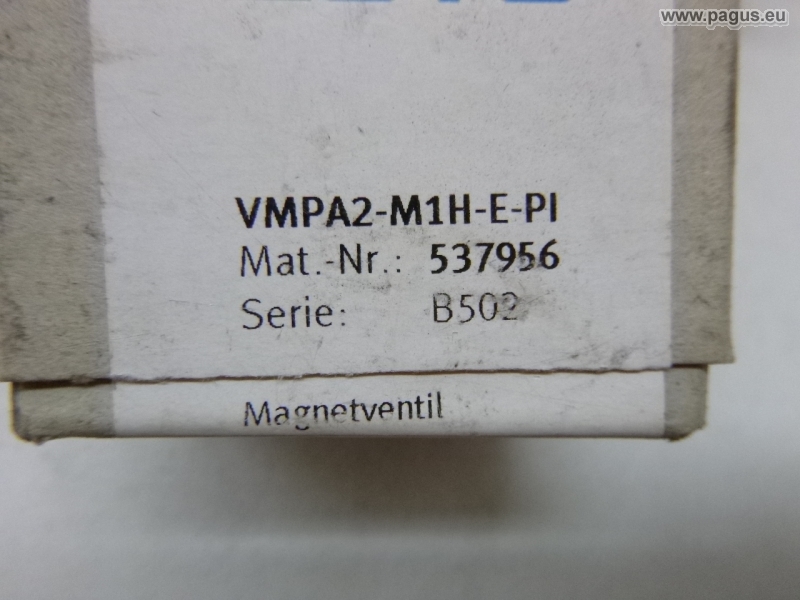 www.pagus.eu
VMPA2-M1H-E-PI
Mat.-Nr.: 537956
Serie: B502
Magnetventil